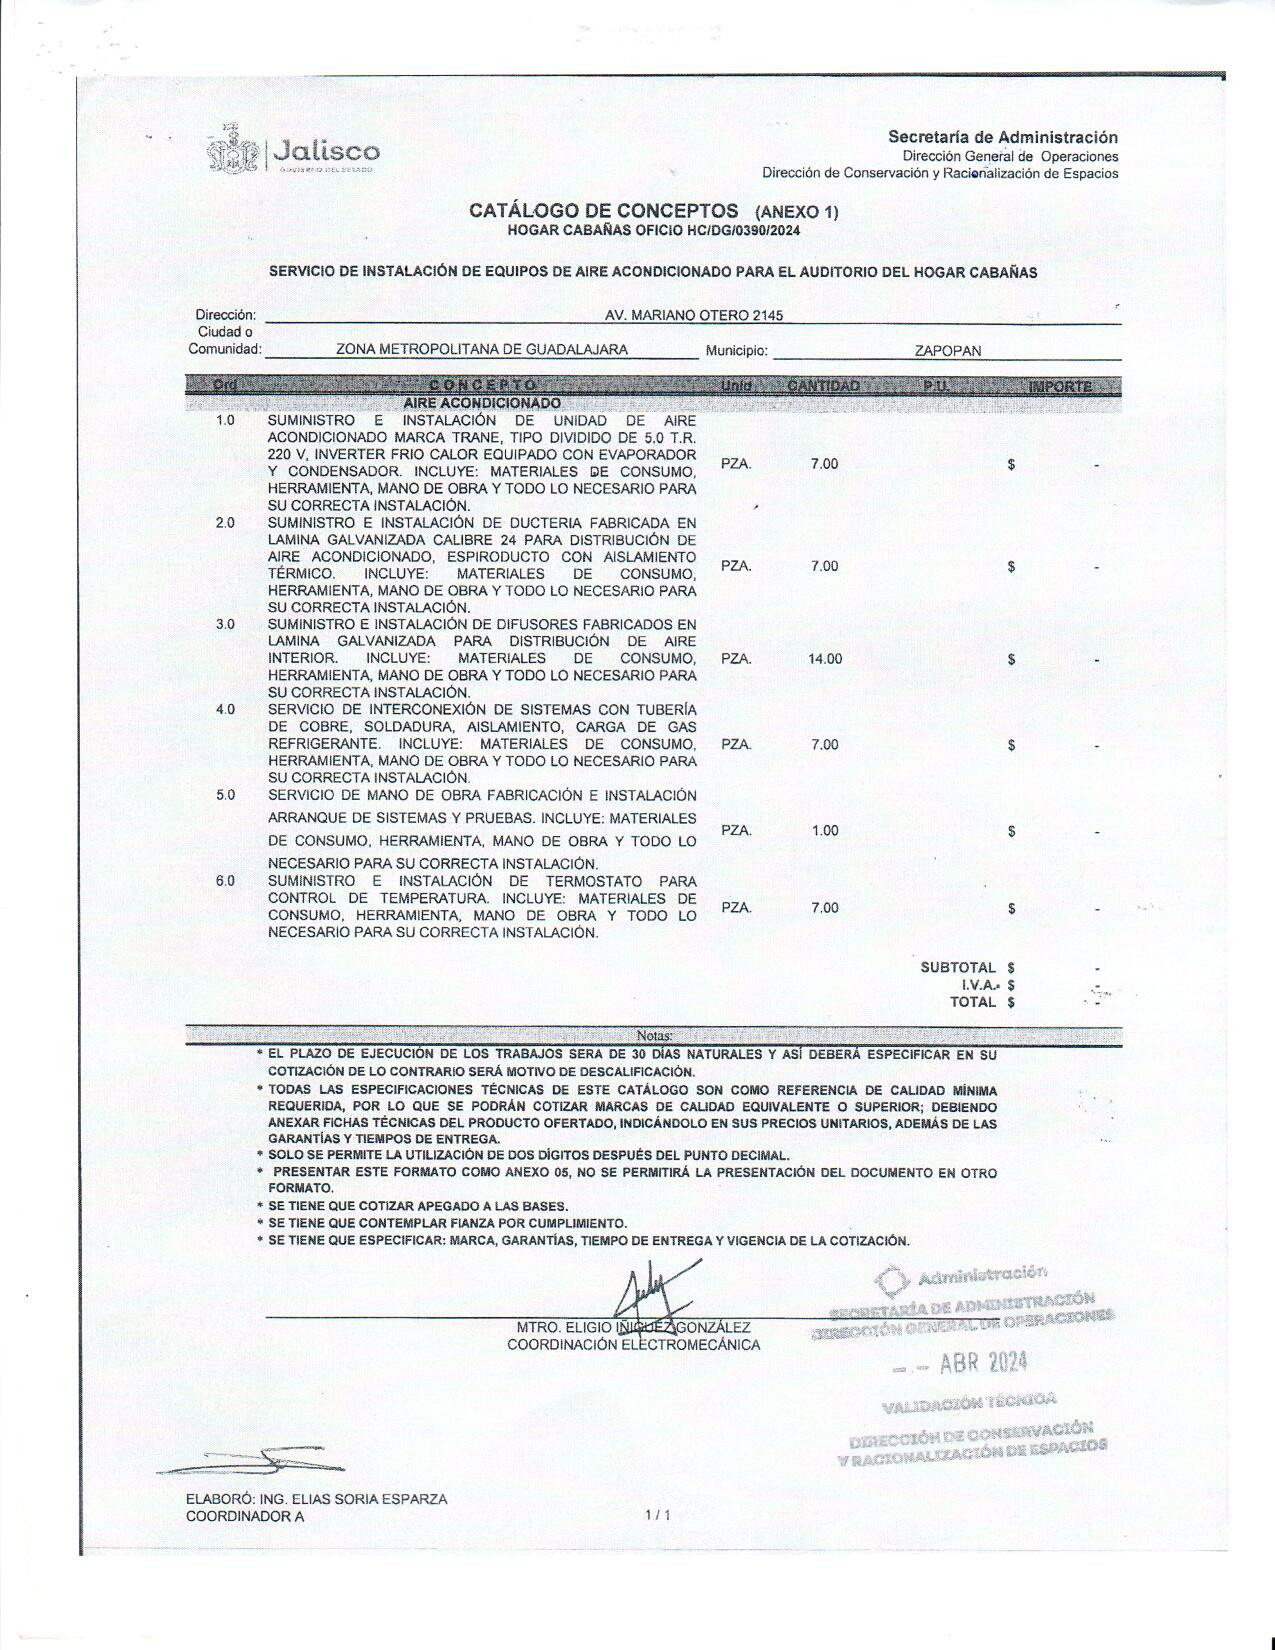 Jalisco
GOBIERNO DEL ESTADO
Secretaría de Administración
Dirección General de Operaciones
Dirección de Conservación y Racionalización de Espacios
CATÁLOGO DE CONCEPTOS (ANEXO 1)
HOGAR CABAÑAS OFICIO HC/DG/0390/2024
SERVICIO DE INSTALACIÓN DE EQUIPOS DE AIRE ACONDICIONADO PARA EL AUDITORIO DEL HOGAR CABAÑAS
Dirección: AV. MARIANO OTERO 2145
Ciudad o
Comunidad: ZONA METROPOLITANA DE GUADALAJARA Municipio: ZAPOPAN
Ord CONCEPTO Unid CANTIDAD P.U. IMPORTE
AIRE ACONDICIONADO
1.0 SUMINISTRO E INSTALACIÓN DE UNIDAD DE AIRE
ACONDICIONADO MARCA TRANE, TIPO DIVIDIDO DE 5.0 T.R.
220 V, INVERTER FRIO CALOR EQUIPADO CON EVAPORADOR
Y CONDENSADOR. INCLUYE: MATERIALES DE CONSUMO, PZA. 7.00 $ -
HERRAMIENTA, MANO DE OBRA Y TODO LO NECESARIO PARA
SU CORRECTA INSTALACIÓN.
2.0 SUMINISTRO E INSTALACIÓN DE DUCTERIA FABRICADA EN
LAMINA GALVANIZADA CALIBRE 24 PARA DISTRIBUCIÓN DE
AIRE ACONDICIONADO, ESPIRODUCTO CON AISLAMIENTO
TÉRMICO. INCLUYE: MATERIALES DE CONSUMO, PZA. 7.00 $ -
HERRAMIENTA, MANO DE OBRA Y TODO LO NECESARIO PARA
SU CORRECTA INSTALACIÓN.
3.0 SUMINISTRO E INSTALACIÓN DE DIFUSORES FABRICADOS EN
LAMINA GALVANIZADA PARA DISTRIBUCIÓN DE AIRE
INTERIOR. INCLUYE: MATERIALES DE CONSUMO, PZA. 14.00 $ -
HERRAMIENTA, MANO DE OBRA Y TODO LO NECESARIO PARA
SU CORRECTA INSTALACIÓN.
4.0 SERVICIO DE INTERCONEXIÓN DE SISTEMAS CON TUBERÍA
DE COBRE, SOLDADURA, AISLAMIENTO, CARGA DE GAS
REFRIGERANTE. INCLUYE: MATERIALES DE CONSUMO, PZA. 7.00 $ -
HERRAMIENTA, MANO DE OBRA Y TODO LO NECESARIO PARA
SU CORRECTA INSTALACIÓN.
5.0 SERVICIO DE MANO DE OBRA FABRICACIÓN E INSTALACIÓN
ARRANQUE DE SISTEMAS Y PRUEBAS. INCLUYE: MATERIALES
DE CONSUMO, HERRAMIENTA, MANO DE OBRA Y TODO LO PZA. 1.00 $ -
NECESARIO PARA SU CORRECTA INSTALACIÓN.
6.0 SUMINISTRO E INSTALACIÓN DE TERMOSTATO PARA
CONTROL DE TEMPERATURA. INCLUYE: MATERIALES DE
CONSUMO, HERRAMIENTA, MANO DE OBRA Y TODO LO PZA. 7.00 $ -
NECESARIO PARA SU CORRECTA INSTALACIÓN.
SUBTOTAL $ -
I.V.A. $ -
TOTAL $ -
Notas:
* EL PLAZO DE EJECUCIÓN DE LOS TRABAJOS SERA DE 30 DÍAS NATURALES Y ASÍ DEBERÁ ESPECIFICAR EN SU
COTIZACIÓN DE LO CONTRARIO SERÁ MOTIVO DE DESCALIFICACIÓN.
* TODAS LAS ESPECIFICACIONES TÉCNICAS DE ESTE CATÁLOGO SON COMO REFERENCIA DE CALIDAD MÍNIMA
REQUERIDA, POR LO QUE SE PODRÁN COTIZAR MARCAS DE CALIDAD EQUIVALENTE O SUPERIOR; DEBIENDO
ANEXAR FICHAS TÉCNICAS DEL PRODUCTO OFERTADO, INDICÁNDOLO EN SUS PRECIOS UNITARIOS, ADEMÁS DE LAS
GARANTÍAS Y TIEMPOS DE ENTREGA.
* SOLO SE PERMITE LA UTILIZACIÓN DE DOS DÍGITOS DESPUÉS DEL PUNTO DECIMAL.
* PRESENTAR ESTE FORMATO COMO ANEXO 05, NO SE PERMITIRÁ LA PRESENTACIÓN DEL DOCUMENTO EN OTRO
FORMATO.
* SE TIENE QUE COTIZAR APEGADO A LAS BASES.
* SE TIENE QUE CONTEMPLAR FIANZA POR CUMPLIMIENTO.
* SE TIENE QUE ESPECIFICAR: MARCA, GARANTÍAS, TIEMPO DE ENTREGA Y VIGENCIA DE LA COTIZACIÓN.
MTRO. ELIGIO IÑIGUEZ GONZÁLEZ
COORDINACIÓN ELECTROMECÁNICA
Administración
SECRETARÍA DE ADMINISTRACIÓN
DIRECCIÓN GENERAL DE OPERACIONES
-- ABR 2024
VALIDACIÓN TÉCNICA
DIRECCIÓN DE CONSERVACIÓN
Y RACIONALIZACIÓN DE ESPACIOS
ELABORÓ: ING. ELIAS SORIA ESPARZA
COORDINADOR A
1 / 1